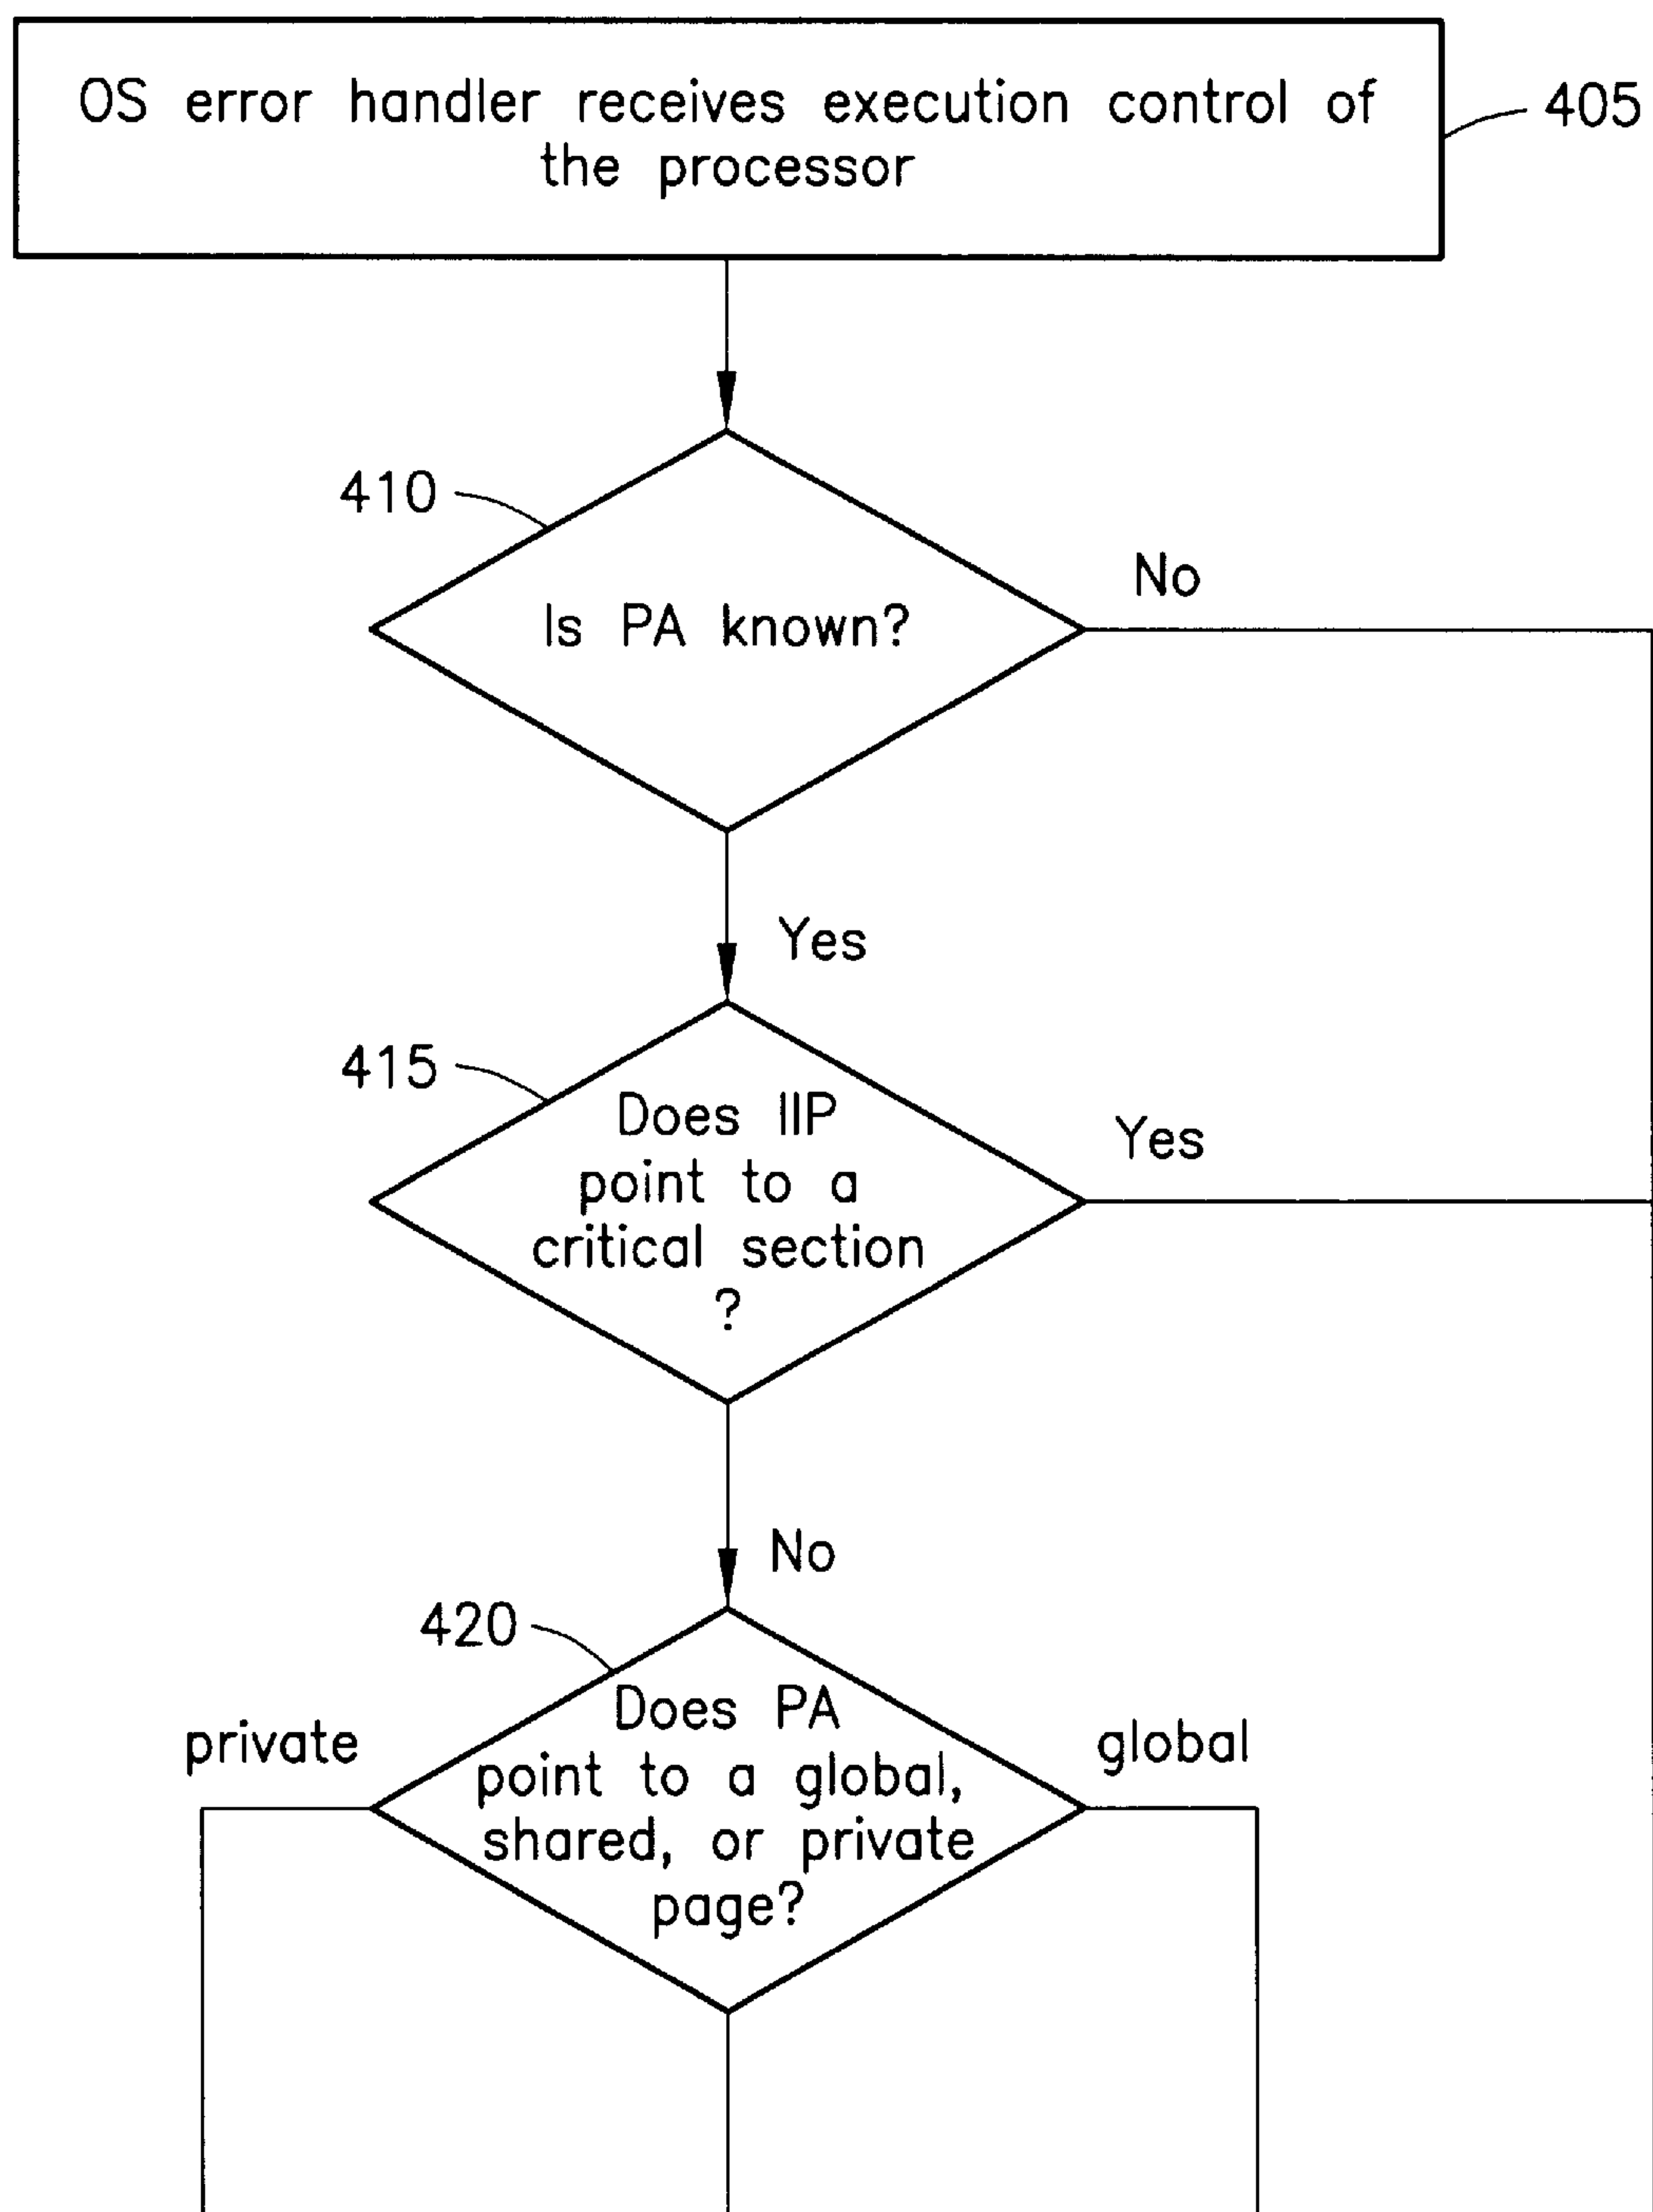 OS error handler receives execution control of
the processor
405
410
Is PA known?
No
Yes
415
Does IIP
point to a
critical section
?
Yes
No
420
Does PA
point to a global,
shared, or private
page?
private
global